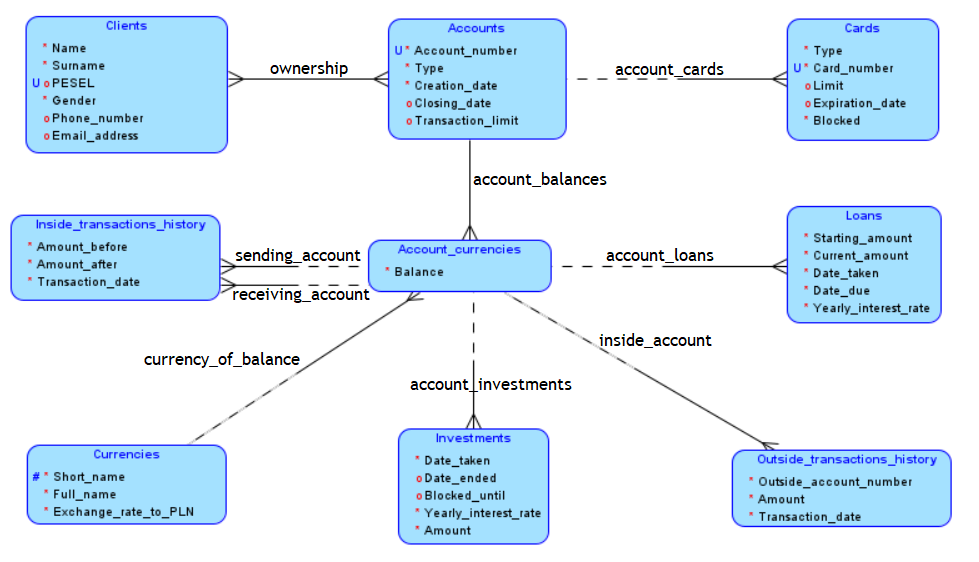 Clients
* Name
* Surname
U o PESEL
* Gender
o Phone_number
o Email_address
ownership
Accounts
U * Account_number
* Type
* Creation_date
o Closing_date
o Transaction_limit
account_cards
Cards
* Type
U * Card_number
o Limit
o Expiration_date
* Blocked
account_balances
Inside_transactions_history
* Amount_before
* Amount_after
* Transaction_date
sending_account
receiving_account
Account_currencies
* Balance
account_loans
Loans
* Starting_amount
* Current_amount
* Date_taken
* Date_due
* Yearly_interest_rate
currency_of_balance
account_investments
inside_account
Currencies
# * Short_name
* Full_name
* Exchange_rate_to_PLN
Investments
* Date_taken
o Date_ended
o Blocked_until
* Yearly_interest_rate
* Amount
Outside_transactions_history
* Outside_account_number
* Amount
* Transaction_date